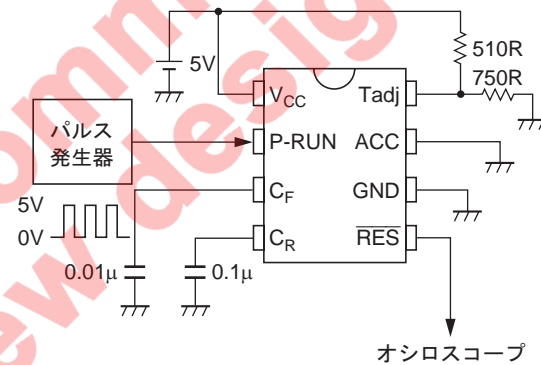 510R
750R
5V
VCC
Tadj
パルス
発生器
P-RUN
ACC
CF
GND
5V
0V
CR
RES
0.01μ
0.1μ
オシロスコープ